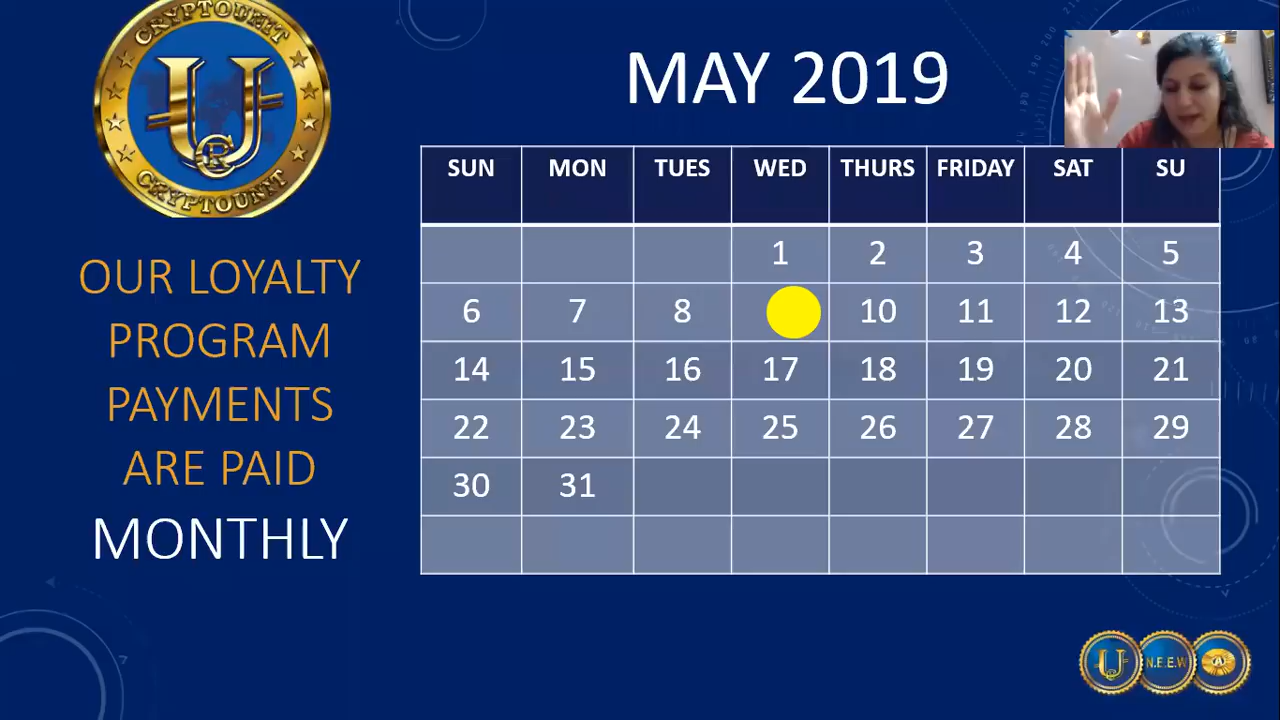 CRYPTOUNIT
U
CR
CRYPTOUNIT
MAY 2019
OUR LOYALTY
PROGRAM
PAYMENTS
ARE PAID
MONTHLY
SUN MON TUES WED THURS FRIDAY SAT SU
1 2 3 4 5
6 7 8 10 11 12 13
14 15 16 17 18 19 20 21
22 23 24 25 26 27 28 29
30 31
U N.E.E.W